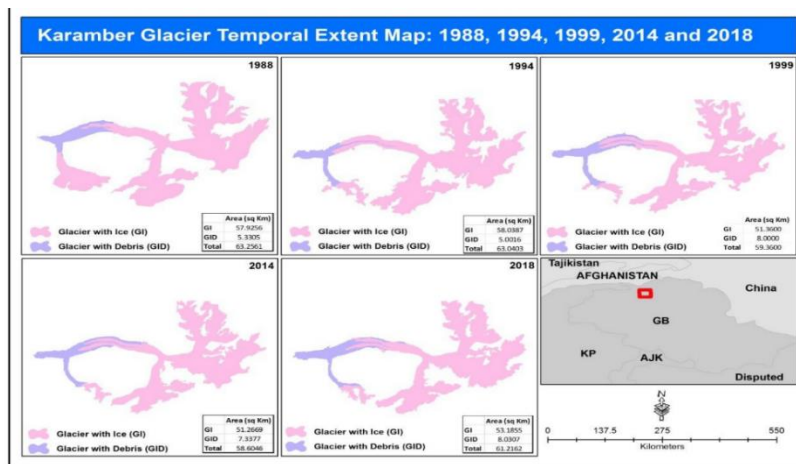 Karamber Glacier Temporal Extent Map: 1988, 1994, 1999, 2014 and 2018
1988
Glacier with Ice (GI)
Glacier with Debris (GID)
Area (sq Km)
GI 57.9256
GID 5.3305
Total 63.2561
1994
Glacier with Ice (GI)
Glacier with Debris (GID)
Area (sq Km)
GI 58.0387
GID 5.0016
Total 63.0403
1999
Glacier with Ice (GI)
Glacier with Debris (GID)
Area (sq Km)
GI 51.3600
GID 8.0000
Total 59.3600
2014
Glacier with Ice (GI)
Glacier with Debris (GID)
Area (sq Km)
GI 51.2669
GID 7.3377
Total 58.6046
2018
Glacier with Ice (GI)
Glacier with Debris (GID)
Area (sq Km)
GI 53.1855
GID 8.0307
Total 61.2162
Tajikistan
AFGHANISTAN
China
GB
KP
AJK
Disputed
N
0 137.5 275 550
Kilometers